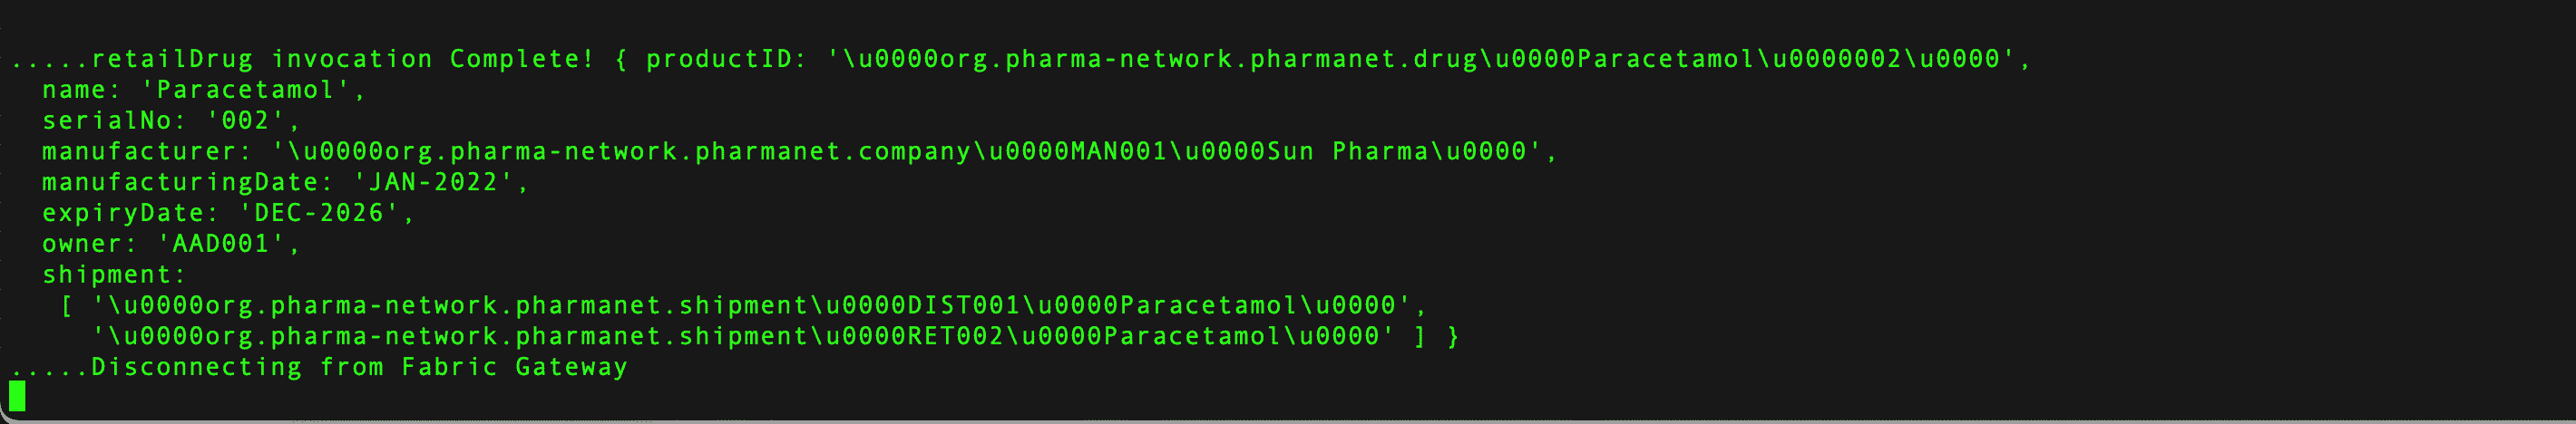 .....retailDrug invocation Complete! { productID: '\u0000org.pharma-network.pharmanet.drug\u0000Paracetamol\u0000002\u0000',
name: 'Paracetamol',
serialNo: '002',
manufacturer: '\u0000org.pharma-network.pharmanet.company\u0000MAN001\u0000Sun Pharma\u0000',
manufacturingDate: 'JAN-2022',
expiryDate: 'DEC-2026',
owner: 'AAD001',
shipment:
[ '\u0000org.pharma-network.pharmanet.shipment\u0000DIST001\u0000Paracetamol\u0000',
'\u0000org.pharma-network.pharmanet.shipment\u0000RET002\u0000Paracetamol\u0000' ] }
.....Disconnecting from Fabric Gateway